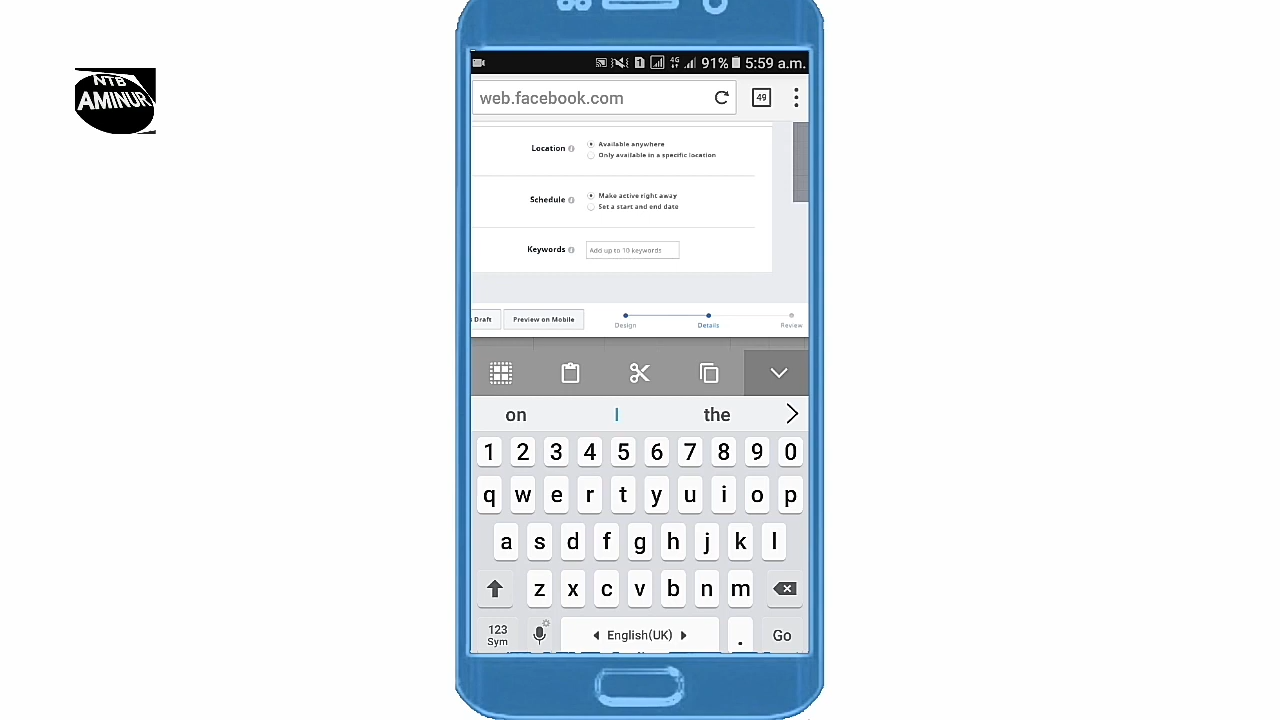 NTB
AMINUR
1 4G 91% 5:59 a.m.
web.facebook.com 49
Location Available anywhere
Only available in a specific location
Schedule Make active right away
Set a start and end date
Keywords Add up to 10 keywords
Draft Preview on Mobile Design Details Review
on I the
1 2 3 4 5 6 7 8 9 0
q w e r t y u i o p
a s d f g h j k l
z x c v b n m
123 Sym English(UK) . Go